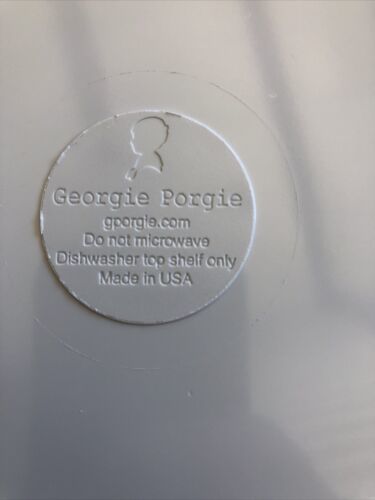 Georgie Porgie
gporgie.com
Do not microwave
Dishwasher top shelf only
Made in USA